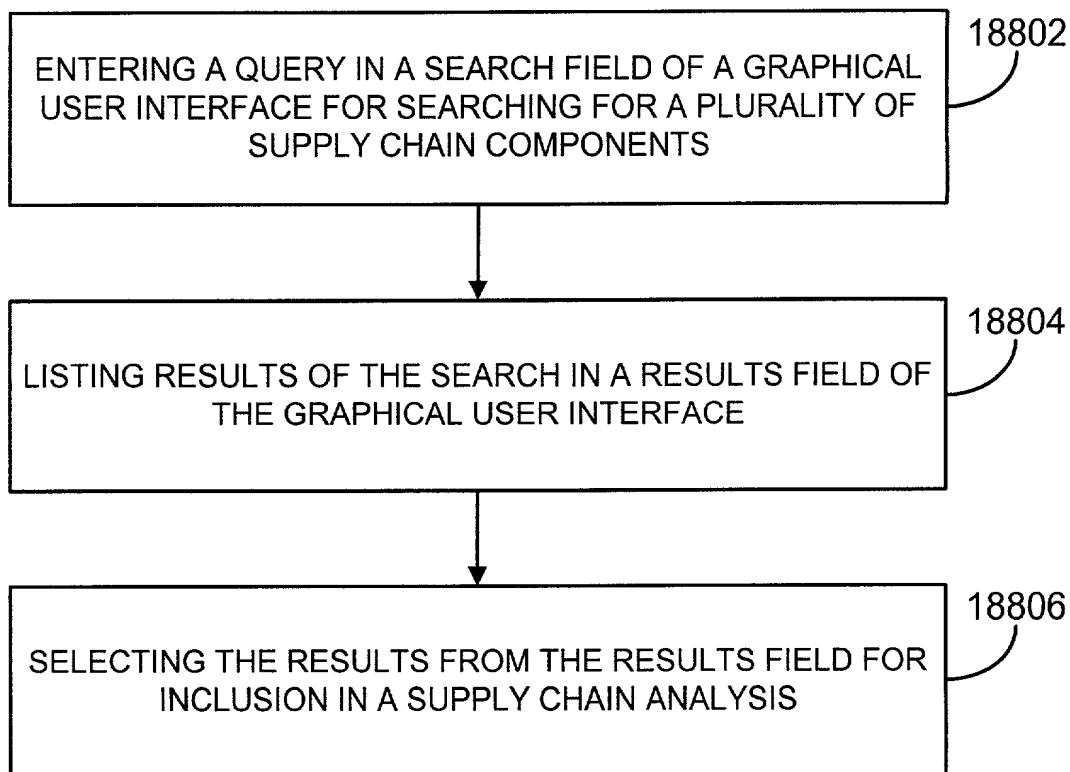 18802
ENTERING A QUERY IN A SEARCH FIELD OF A GRAPHICAL
USER INTERFACE FOR SEARCHING FOR A PLURALITY OF
SUPPLY CHAIN COMPONENTS
18804
LISTING RESULTS OF THE SEARCH IN A RESULTS FIELD OF
THE GRAPHICAL USER INTERFACE
18806
SELECTING THE RESULTS FROM THE RESULTS FIELD FOR
INCLUSION IN A SUPPLY CHAIN ANALYSIS